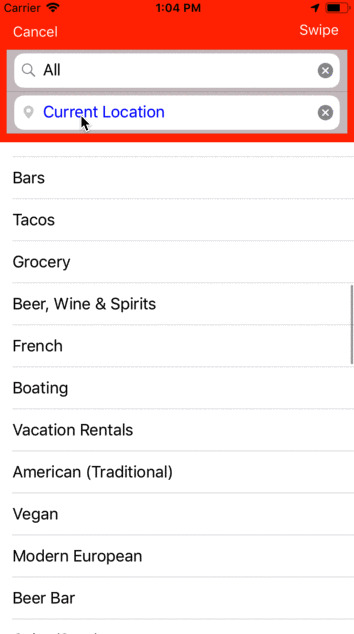 Carrier 1:04 PM
Cancel Swipe
All
Current Location
Bars
Tacos
Grocery
Beer, Wine & Spirits
French
Boating
Vacation Rentals
American (Traditional)
Vegan
Modern European
Beer Bar